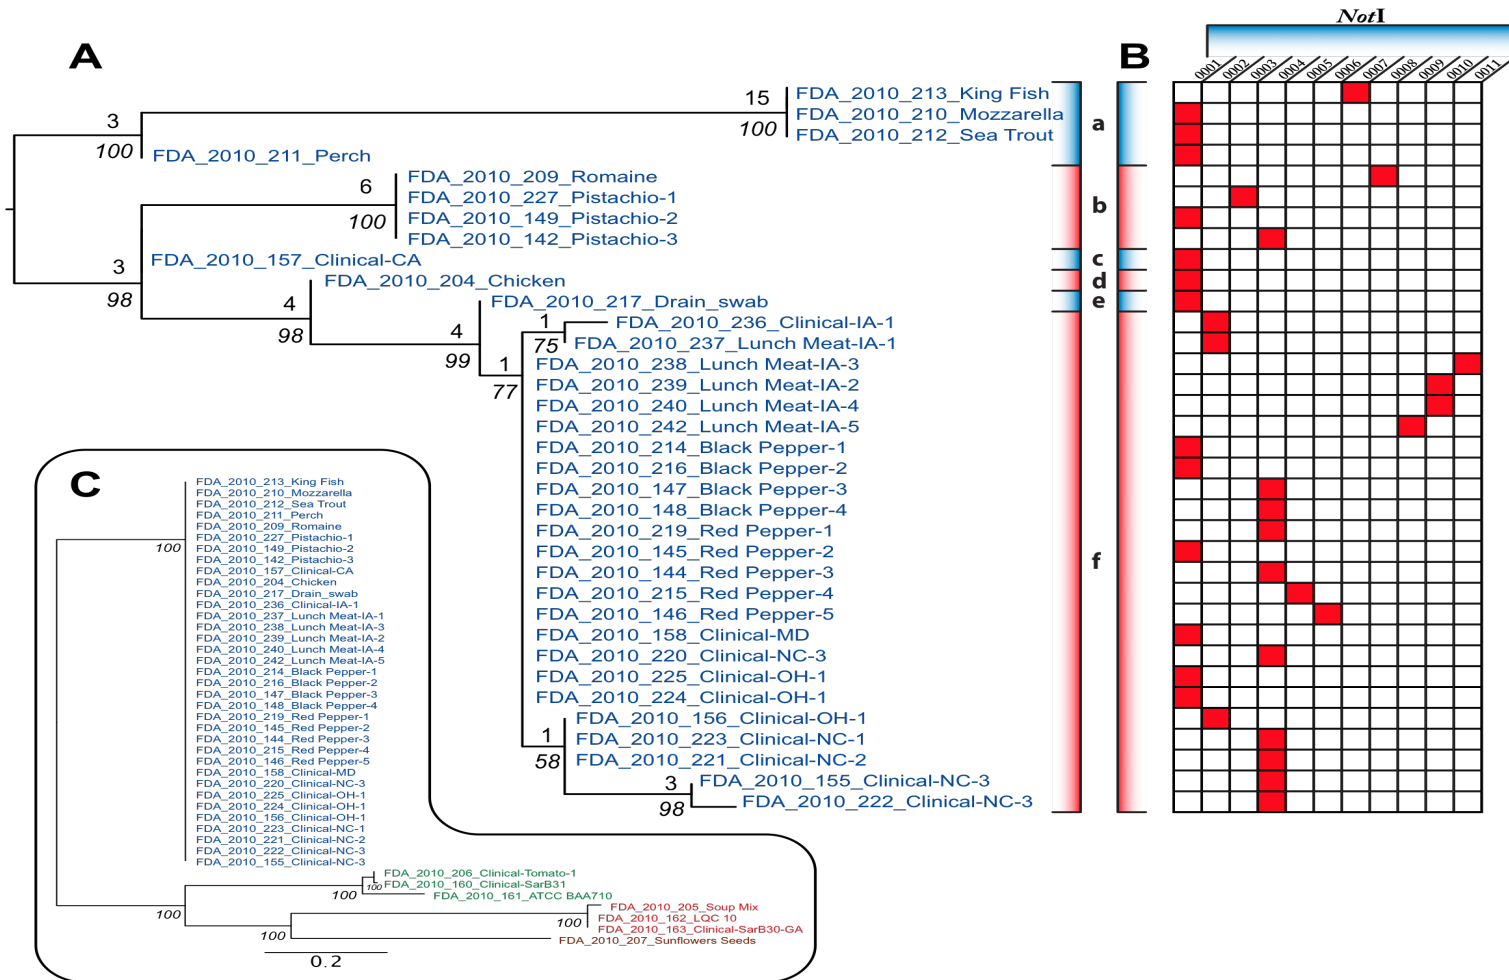 NotI
A
B
0001 0002 0003 0004 0005 0006 0007 0008 0009 0010 0011
15 FDA_2010_213_King Fish
3 FDA_2010_210_Mozzarella a
100 FDA_2010_212_Sea Trout
100 FDA_2010_211_Perch
FDA_2010_209_Romaine
6 FDA_2010_227_Pistachio-1
b
100 FDA_2010_149_Pistachio-2
FDA_2010_142_Pistachio-3
3 FDA_2010_157_Clinical-CA c
FDA_2010_204_Chicken d
98 4 FDA_2010_217_Drain_swab e
1 FDA_2010_236_Clinical-IA-1
98 4 75 FDA_2010_237_Lunch Meat-IA-1
99 1 FDA_2010_238_Lunch Meat-IA-3
77 FDA_2010_239_Lunch Meat-IA-2
FDA_2010_240_Lunch Meat-IA-4
FDA_2010_242_Lunch Meat-IA-5
FDA_2010_214_Black Pepper-1
FDA_2010_216_Black Pepper-2
FDA_2010_147_Black Pepper-3
FDA_2010_148_Black Pepper-4
FDA_2010_219_Red Pepper-1
FDA_2010_145_Red Pepper-2
f
FDA_2010_144_Red Pepper-3
FDA_2010_215_Red Pepper-4
FDA_2010_146_Red Pepper-5
FDA_2010_158_Clinical-MD
FDA_2010_220_Clinical-NC-3
FDA_2010_225_Clinical-OH-1
FDA_2010_224_Clinical-OH-1
FDA_2010_156_Clinical-OH-1
1 FDA_2010_223_Clinical-NC-1
58 FDA_2010_221_Clinical-NC-2
3 FDA_2010_155_Clinical-NC-3
98 FDA_2010_222_Clinical-NC-3
C
FDA_2010_213_King Fish
FDA_2010_210_Mozzarella
FDA_2010_212_Sea Trout
FDA_2010_211_Perch
FDA_2010_209_Romaine
FDA_2010_227_Pistachio-1
100 FDA_2010_149_Pistachio-2
FDA_2010_142_Pistachio-3
FDA_2010_157_Clinical-CA
FDA_2010_204_Chicken
FDA_2010_217_Drain_swab
FDA_2010_236_Clinical-IA-1
FDA_2010_237_Lunch Meat-IA-1
FDA_2010_238_Lunch Meat-IA-3
FDA_2010_239_Lunch Meat-IA-2
FDA_2010_240_Lunch Meat-IA-4
FDA_2010_242_Lunch Meat-IA-5
FDA_2010_214_Black Pepper-1
FDA_2010_216_Black Pepper-2
FDA_2010_147_Black Pepper-3
FDA_2010_148_Black Pepper-4
FDA_2010_219_Red Pepper-1
FDA_2010_145_Red Pepper-2
FDA_2010_144_Red Pepper-3
FDA_2010_215_Red Pepper-4
FDA_2010_146_Red Pepper-5
FDA_2010_158_Clinical-MD
FDA_2010_220_Clinical-NC-3
FDA_2010_225_Clinical-OH-1
FDA_2010_224_Clinical-OH-1
FDA_2010_156_Clinical-OH-1
FDA_2010_223_Clinical-NC-1
FDA_2010_221_Clinical-NC-2
FDA_2010_222_Clinical-NC-3
FDA_2010_155_Clinical-NC-3
FDA_2010_206_Clinical-Tomato-1
100 FDA_2010_160_Clinical-SarB31
100 FDA_2010_161_ATCC BAA710
FDA_2010_205_Soup Mix
100 100 FDA_2010_162_LQC 10
FDA_2010_163_Clinical-SarB30-GA
100 FDA_2010_207_Sunflowers Seeds
0.2